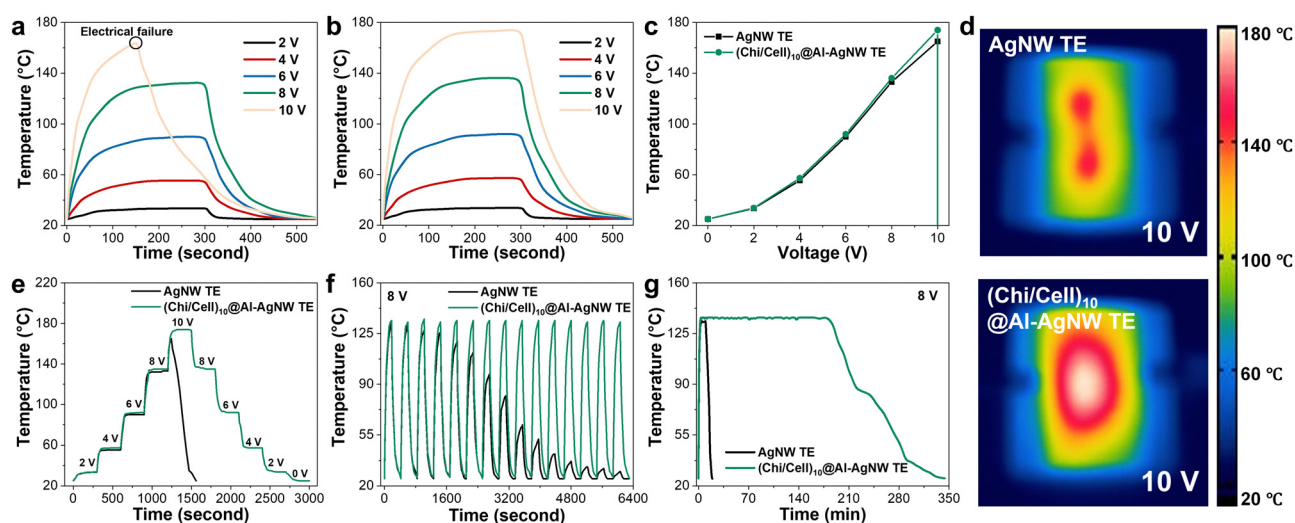 a
Electrical failure
2 V
4 V
6 V
8 V
10 V
Temperature (°C)
180
140
100
60
20
0
100
200
300
400
500
Time (second)
b
2 V
4 V
6 V
8 V
10 V
Temperature (°C)
180
140
100
60
20
0
100
200
300
400
500
Time (second)
c
AgNW TE
(Chi/Cell)10@Al-AgNW TE
Temperature (°C)
180
140
100
60
20
0
2
4
6
8
10
Voltage (V)
d
AgNW TE
10 V
(Chi/Cell)10
@Al-AgNW TE
10 V
180 ℃
140 ℃
100 ℃
60 ℃
20 ℃
e
AgNW TE
(Chi/Cell)10@Al-AgNW TE
Temperature (°C)
220
180
140
100
60
20
2 V
4 V
6 V
8 V
10 V
8 V
6 V
4 V
2 V
0V
0
500
1000
1500
2000
2500
3000
Time (second)
f
8 V
AgNW TE
(Chi/Cell)10@Al-AgNW TE
Temperature (°C)
160
125
90
55
20
0
1600
3200
4800
6400
Time (second)
g
8 V
Temperature (°C)
160
125
90
55
20
AgNW TE
(Chi/Cell)10@Al-AgNW TE
0
70
140
210
280
350
Time (min)